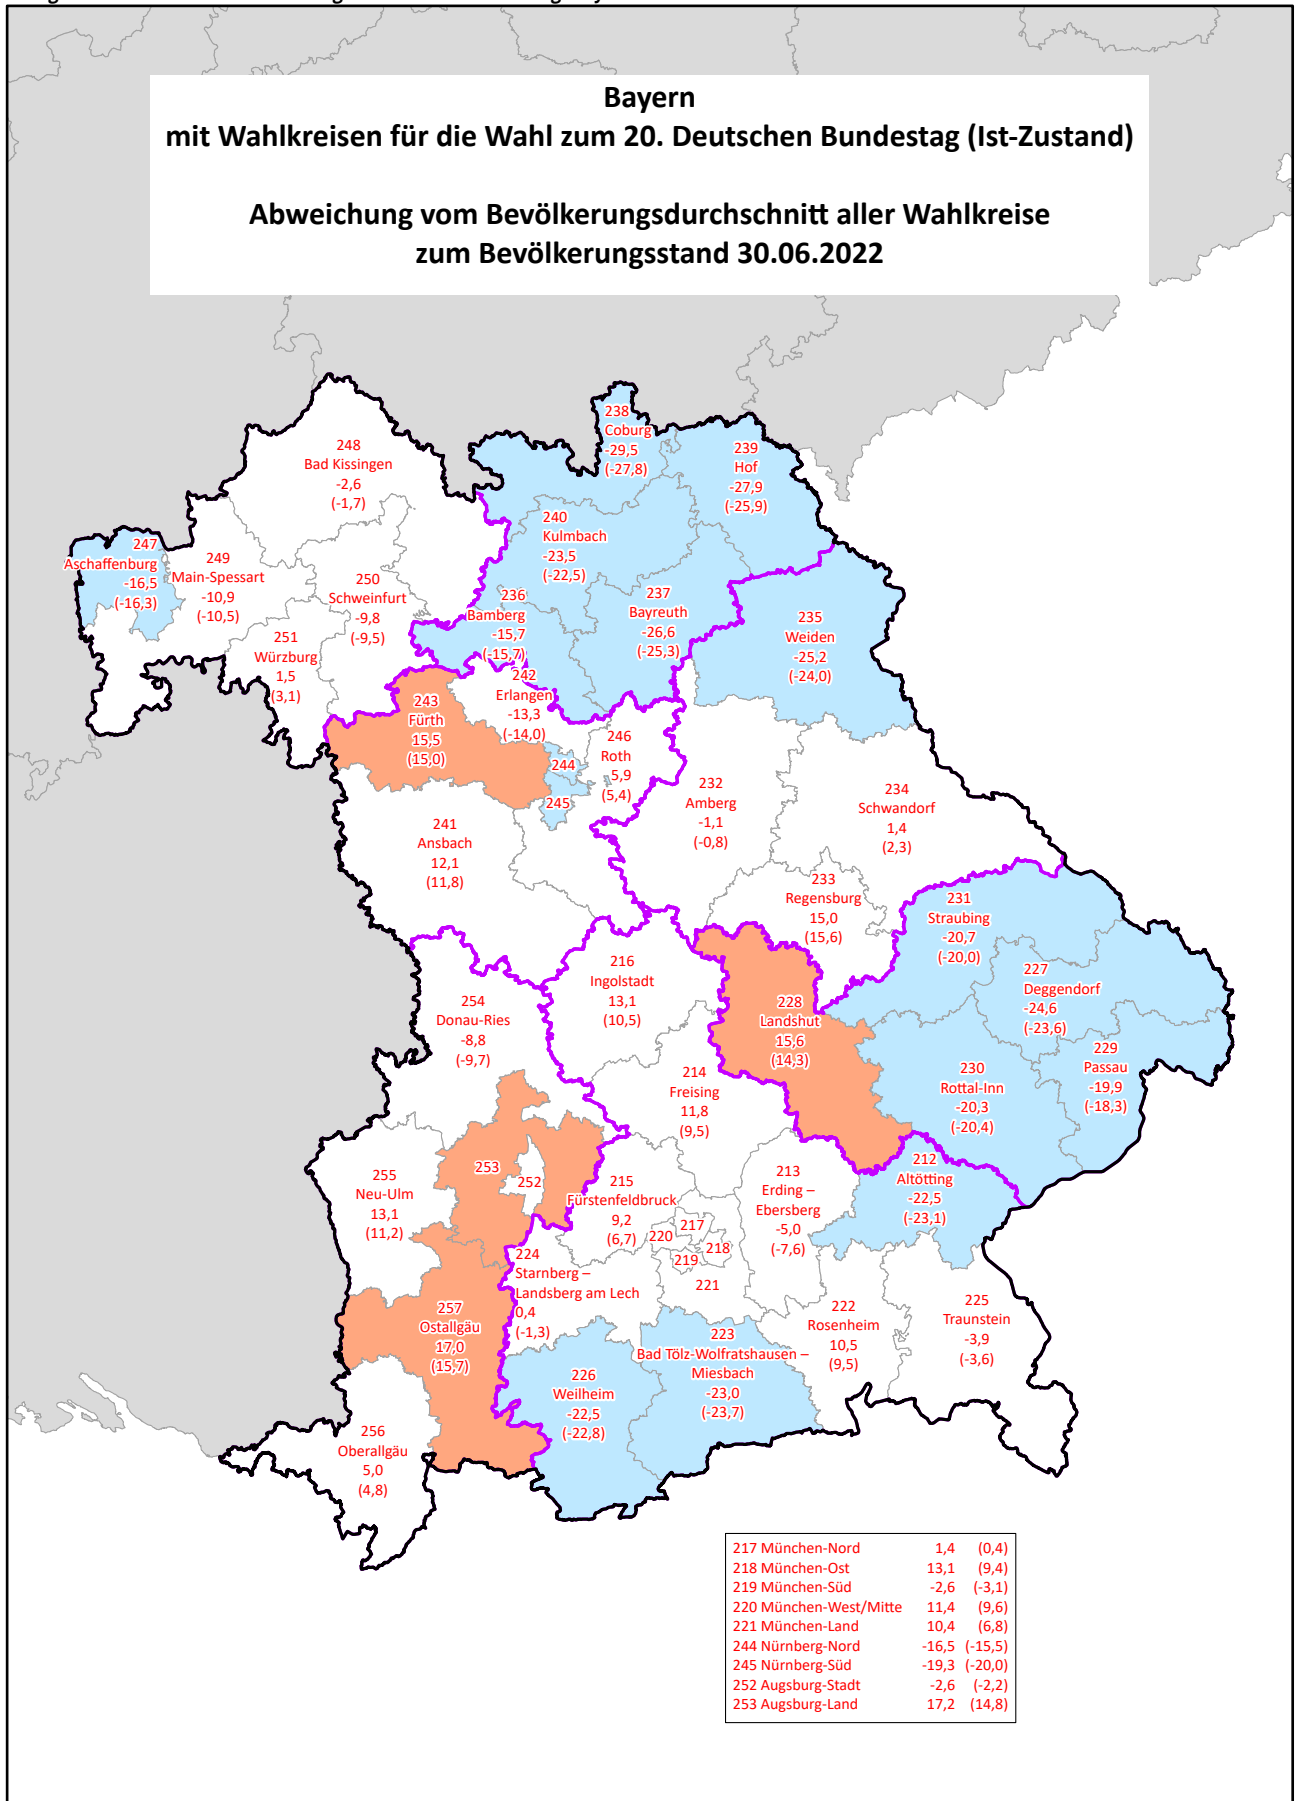 Bayern
mit Wahlkreisen für die Wahl zum 20. Deutschen Bundestag (Ist-Zustand)
Abweichung vom Bevölkerungsdurchschnitt aller Wahlkreise
zum Bevölkerungsstand 30.06.2022
238
Coburg
-29,5
(-27,8)
239
Hof
-27,9
(-25,9)
248
Bad Kissingen
-2,6
(-1,7)
240
Kulmbach
-23,5
(-22,5)
247
Aschaffenburg
-16,5
(-16,3)
249
Main-Spessart
-10,9
(-10,5)
250
Schweinfurt
-9,8
(-9,5)
236
Bamberg
-15,7
(-15,7)
237
Bayreuth
-26,6
(-25,3)
235
Weiden
-25,2
(-24,0)
251
Würzburg
1,5
(3,1)
242
Erlangen
-13,3
(-14,0)
243
Fürth
15,5
(15,0)
246
Roth
5,9
(5,4)
244
245
232
Amberg
-1,1
(-0,8)
234
Schwandorf
1,4
(2,3)
241
Ansbach
12,1
(11,8)
233
Regensburg
15,0
(15,6)
231
Straubing
-20,7
(-20,0)
216
Ingolstadt
13,1
(10,5)
227
Deggendorf
-24,6
(-23,6)
254
Donau-Ries
-8,8
(-9,7)
228
Landshut
15,6
(14,3)
229
Passau
-19,9
(-18,3)
230
Rottal-Inn
-20,3
(-20,4)
214
Freising
11,8
(9,5)
253
252
255
Neu-Ulm
13,1
(11,2)
215
Fürstenfeldbruck
9,2
(6,7)
213
Erding –
Ebersberg
-5,0
(-7,6)
212
Altötting
-22,5
(-23,1)
217
220
218
219
221
224
Starnberg –
Landsberg am Lech
0,4
(-1,3)
257
Ostallgäu
17,0
(15,7)
222
Rosenheim
10,5
(9,5)
225
Traunstein
-3,9
(-3,6)
223
Bad Tölz-Wolfratshausen –
Miesbach
-23,0
(-23,7)
226
Weilheim
-22,5
(-22,8)
256
Oberallgäu
5,0
(4,8)
217 München-Nord 1,4 (0,4)
218 München-Ost 13,1 (9,4)
219 München-Süd -2,6 (-3,1)
220 München-West/Mitte 11,4 (9,6)
221 München-Land 10,4 (6,8)
244 Nürnberg-Nord -16,5 (-15,5)
245 Nürnberg-Süd -19,3 (-20,0)
252 Augsburg-Stadt -2,6 (-2,2)
253 Augsburg-Land 17,2 (14,8)